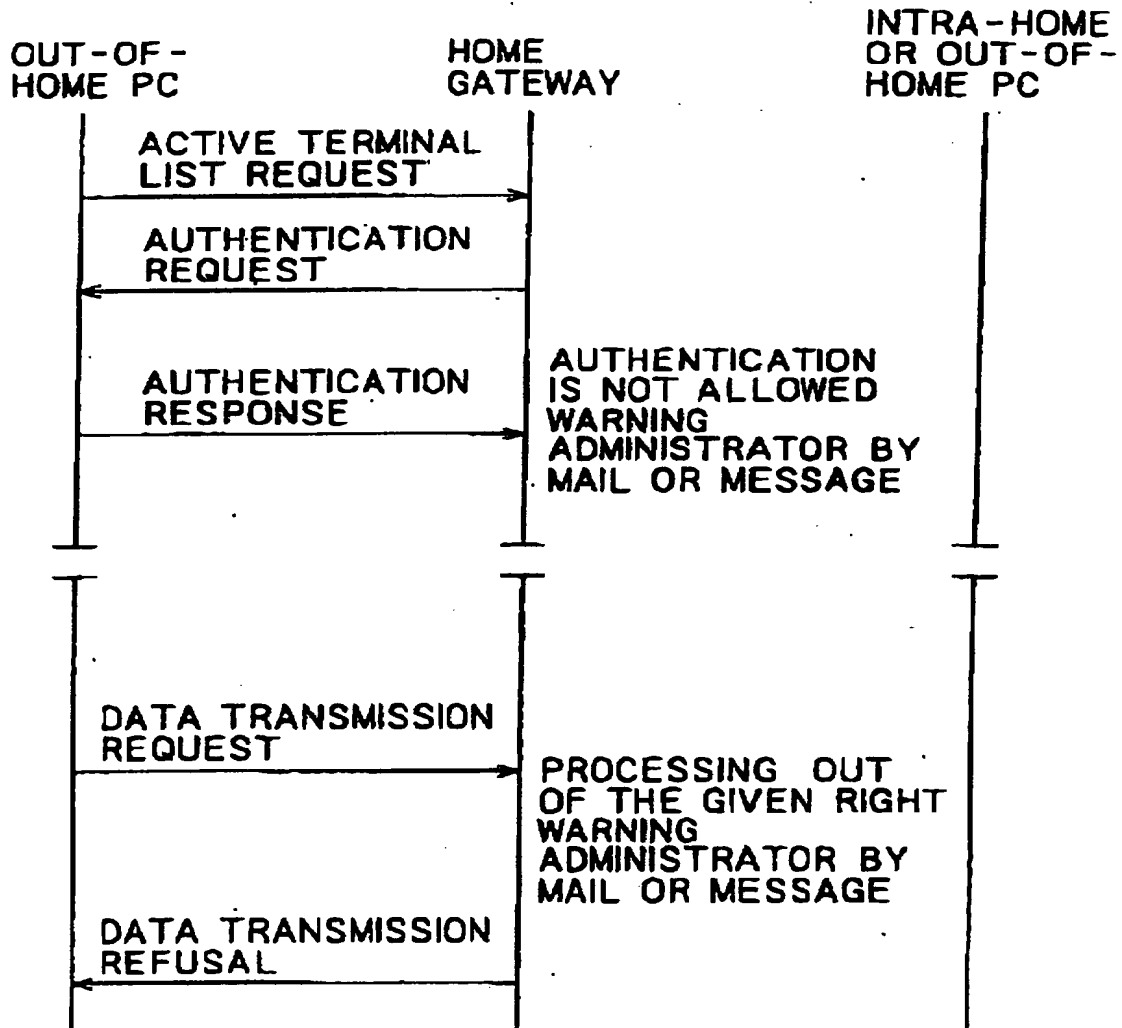 OUT-OF-
HOME PC
HOME
GATEWAY
INTRA-HOME
OR OUT-OF-
HOME PC
ACTIVE TERMINAL
LIST REQUEST
AUTHENTICATION
REQUEST
AUTHENTICATION
RESPONSE
AUTHENTICATION
IS NOT ALLOWED
WARNING
ADMINISTRATOR BY
MAIL OR MESSAGE
DATA TRANSMISSION
REQUEST
PROCESSING OUT
OF THE GIVEN RIGHT
WARNING
ADMINISTRATOR BY
MAIL OR MESSAGE
DATA TRANSMISSION
REFUSAL